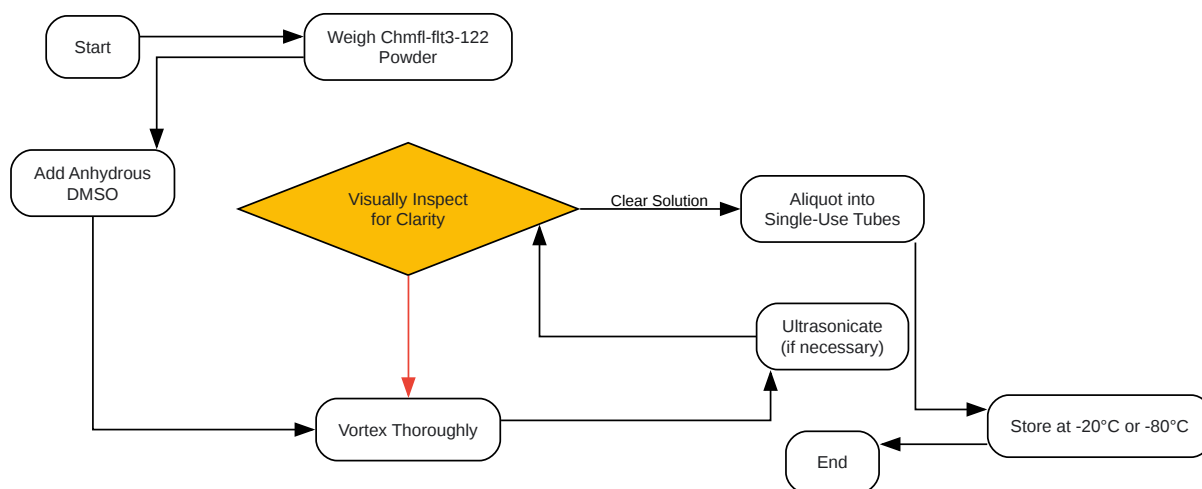 Start
Weigh Chmfl-flt3-122
Powder
Add Anhydrous
DMSO
Visually Inspect
for Clarity
Clear Solution
Aliquot into
Single-Use Tubes
Ultrasonicate
(if necessary)
Vortex Thoroughly
Store at -20°C or -80°C
End